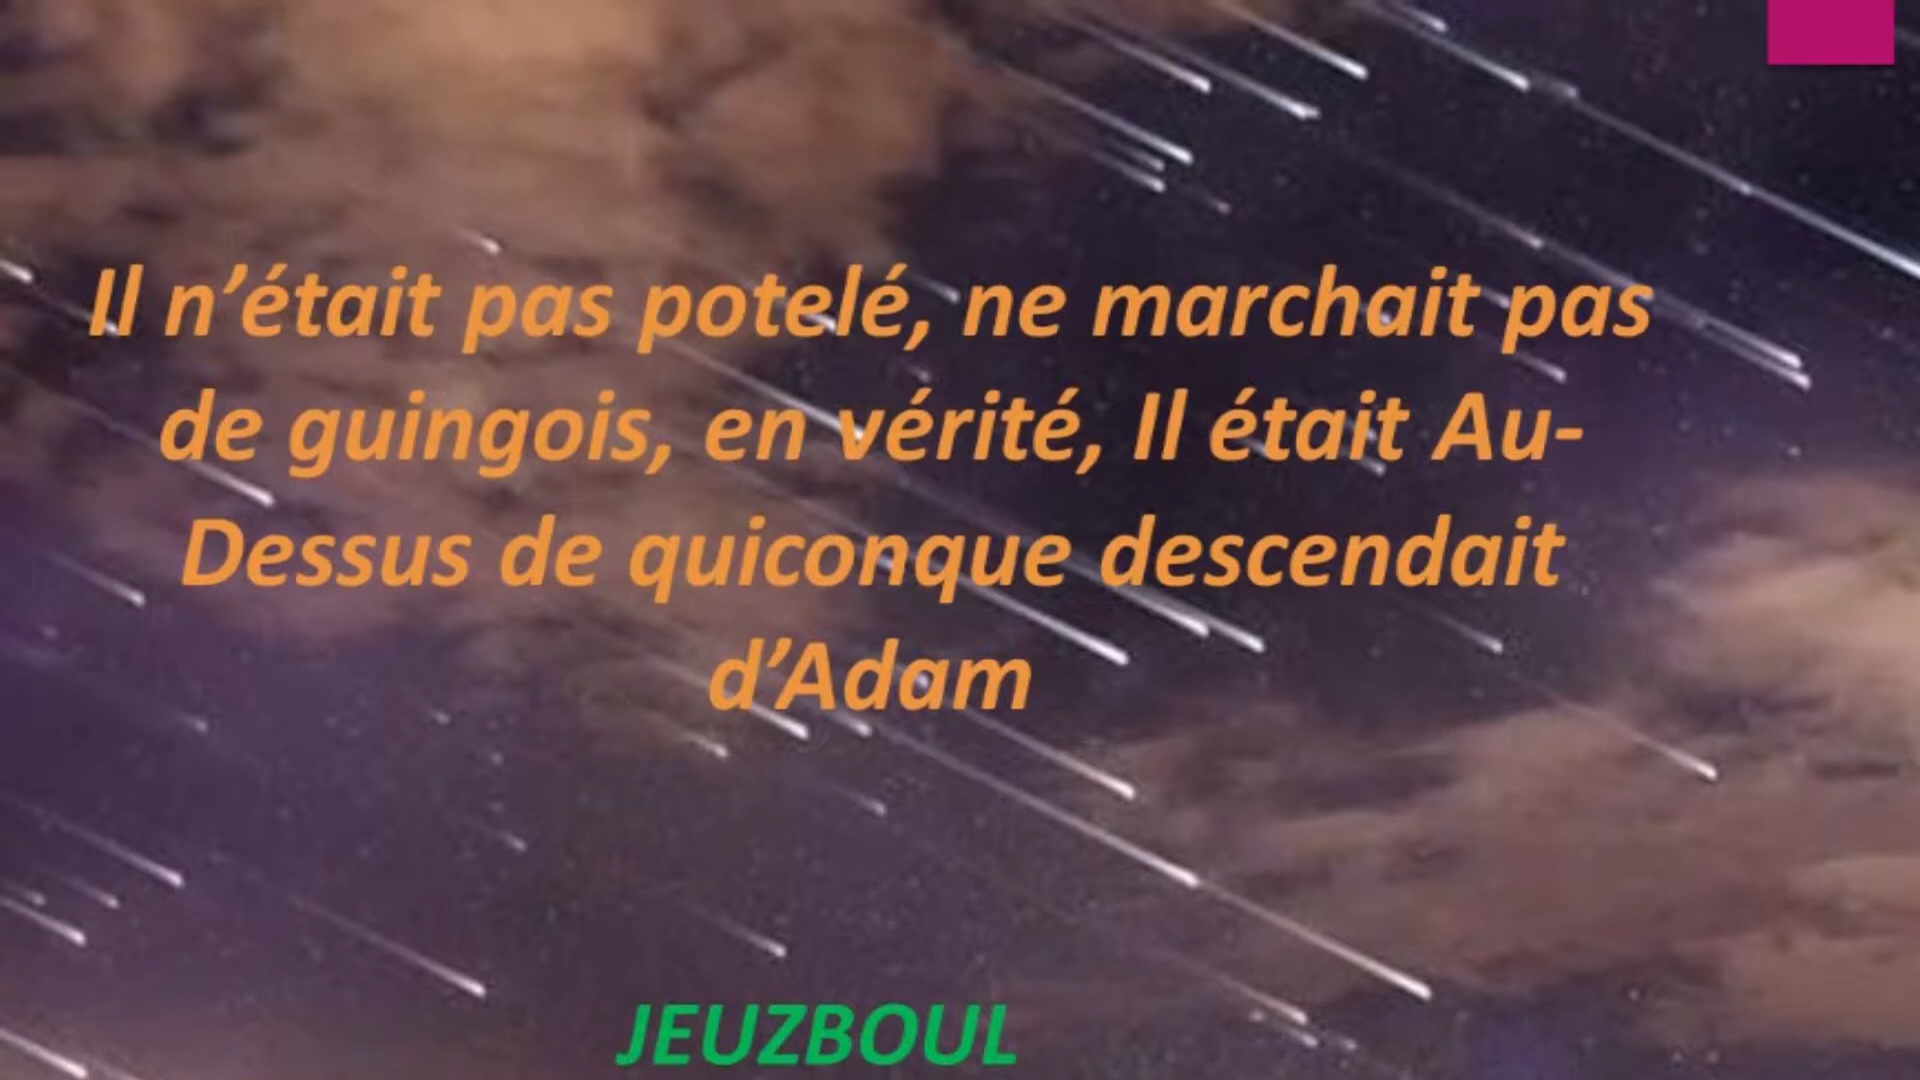 Il n’était pas potelé, ne marchait pas
de guingois, en vérité, Il était Au-
Dessus de quiconque descendait
d’Adam
JEUZBOUL